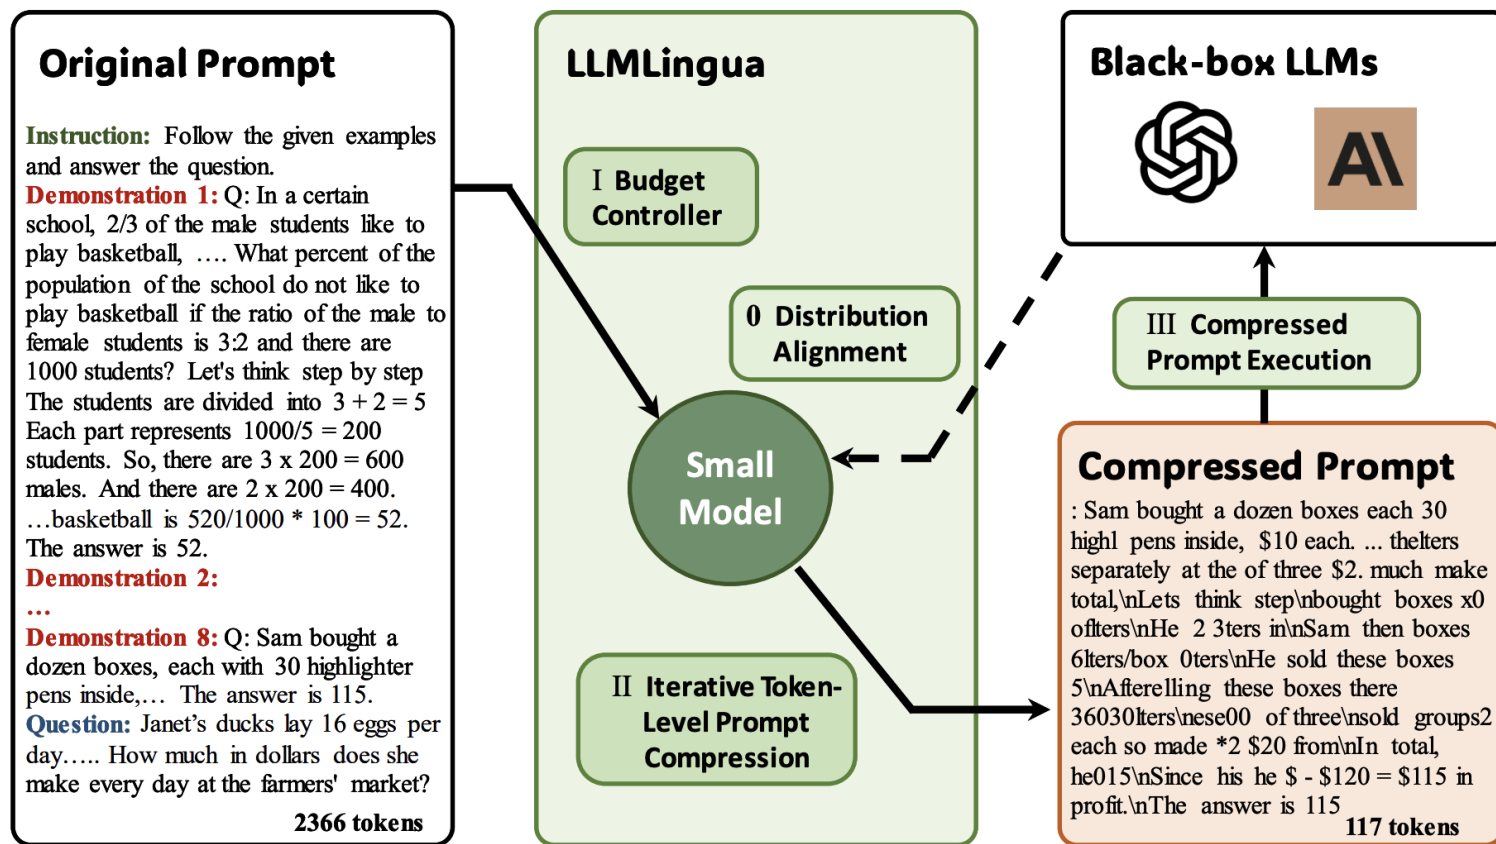 Original Prompt
Instruction: Follow the given examples
and answer the question.
Demonstration 1: Q: In a certain
school, 2/3 of the male students like to
play basketball, …. What percent of the
population of the school do not like to
play basketball if the ratio of the male to
female students is 3:2 and there are
1000 students? Let's think step by step
The students are divided into 3 + 2 = 5
Each part represents 1000/5 = 200
students. So, there are 3 x 200 = 600
males. And there are 2 x 200 = 400.
…basketball is 520/1000 * 100 = 52.
The answer is 52.
Demonstration 2:
…
Demonstration 8: Q: Sam bought a
dozen boxes, each with 30 highlighter
pens inside,… The answer is 115.
Question: Janet’s ducks lay 16 eggs per
day….. How much in dollars does she
make every day at the farmers' market?
2366 tokens
LLMLingua
I Budget
Controller
0 Distribution
Alignment
Small
Model
II Iterative Token-
Level Prompt
Compression
Black-box LLMs
A\
III Compressed
Prompt Execution
Compressed Prompt
: Sam bought a dozen boxes each 30
highl pens inside, $10 each. ... thelters
separately at the of three $2. much make
total,\nLets think step\nbought boxes x0
oflters\nHe 2 3ters in\nSam then boxes
6lters/box 0ters\nHe sold these boxes
5\nAfterelling these boxes there
36030lters\nese00 of three\nsold groups2
each so made *2 $20 from\nIn total,
he015\nSince his he $ - $120 = $115 in
profit.\nThe answer is 115
117 tokens